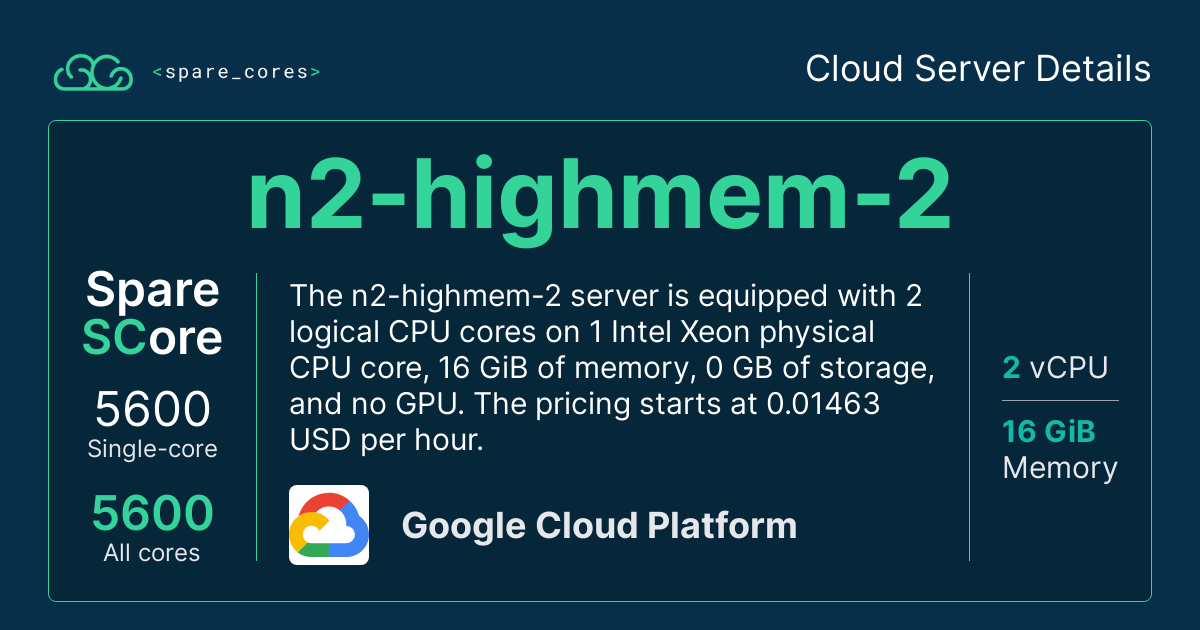 <spare_cores>
Cloud Server Details
n2-highmem-2
Spare
SCore
5600
Single-core
5600
All cores
The n2-highmem-2 server is equipped with 2
logical CPU cores on 1 Intel Xeon physical
CPU core, 16 GiB of memory, 0 GB of storage,
and no GPU. The pricing starts at 0.01463
USD per hour.
Google Cloud Platform
2 vCPU
16 GiB
Memory